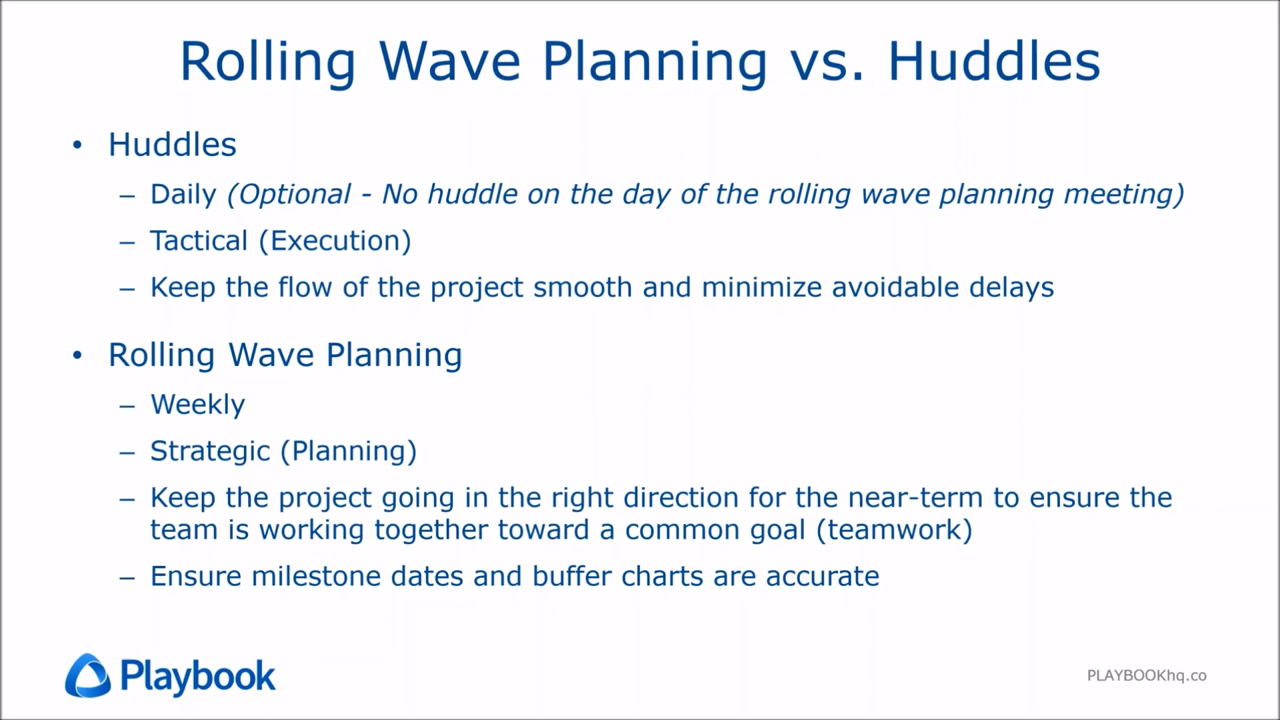 Rolling Wave Planning vs. Huddles
• Huddles
– Daily (Optional - No huddle on the day of the rolling wave planning meeting)
– Tactical (Execution)
– Keep the flow of the project smooth and minimize avoidable delays
• Rolling Wave Planning
– Weekly
– Strategic (Planning)
– Keep the project going in the right direction for the near-term to ensure the
team is working together toward a common goal (teamwork)
– Ensure milestone dates and buffer charts are accurate
Playbook
PLAYBOOKhq.co